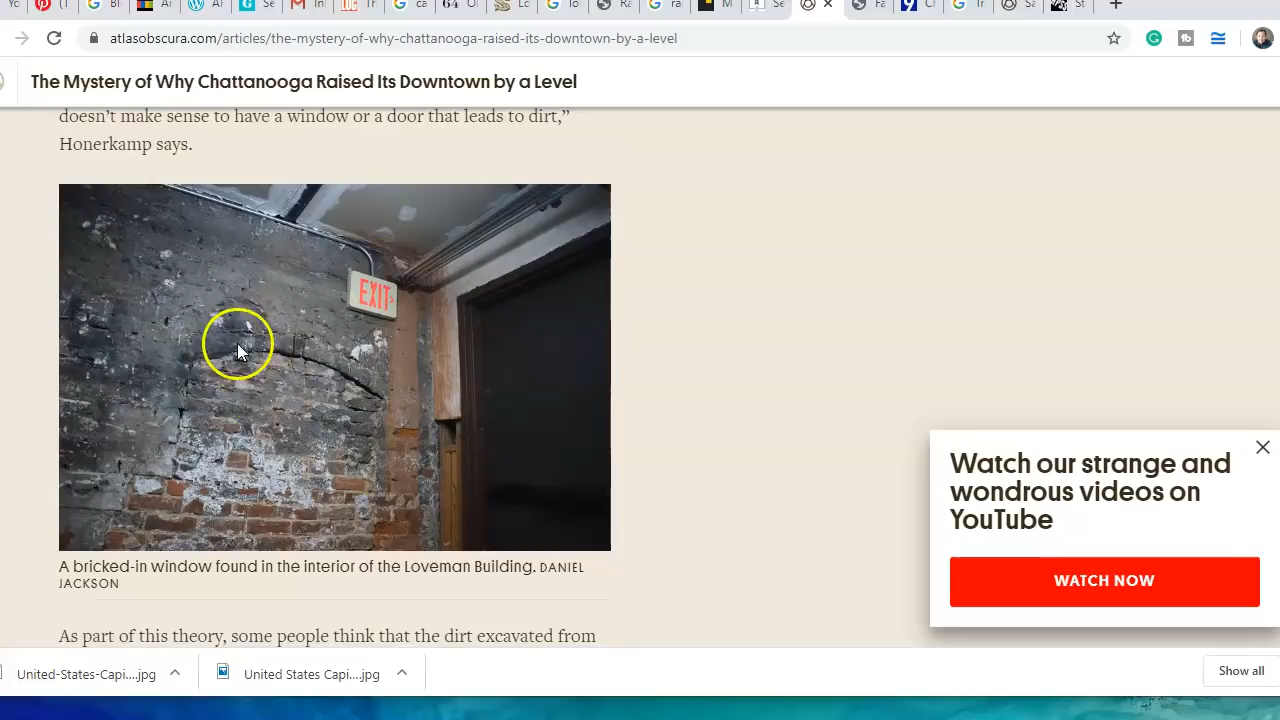 atlasobscura.com/articles/the-mystery-of-why-chattanooga-raised-its-downtown-by-a-level
The Mystery of Why Chattanooga Raised Its Downtown by a Level
doesn’t make sense to have a window or a door that leads to dirt,”
Honerkamp says.
EXIT
A bricked-in window found in the interior of the Loveman Building. DANIEL
JACKSON
As part of this theory, some people think that the dirt excavated from
Watch our strange and
wondrous videos on
YouTube
WATCH NOW
United-States-Capi....jpg
United States Capi....jpg
Show all